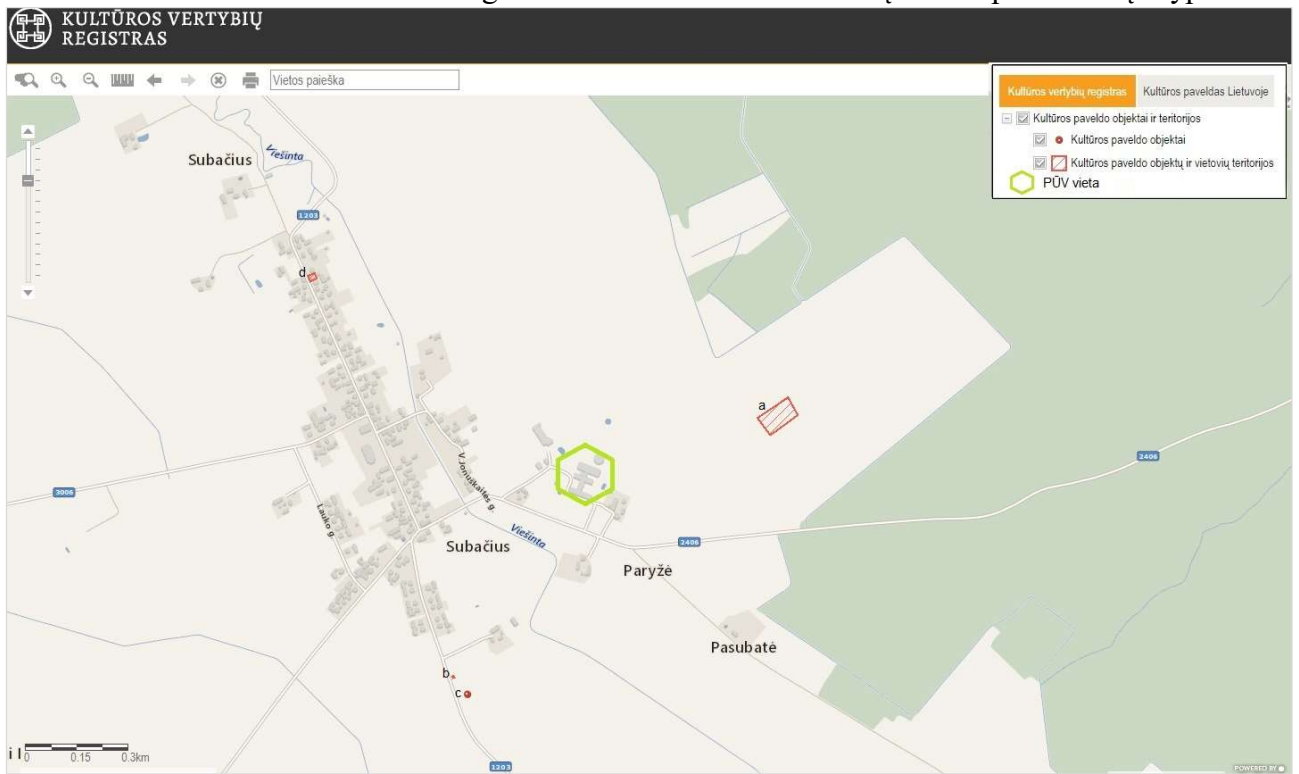 KULTŪROS VERTYBIŲ
REGISTRAS
Vietos paieška
Kultūros vertybių registras
Kultūros paveldas Lietuvoje
Kultūros paveldo objektai ir teritorijos
Kultūros paveldo objektai
Kultūros paveldo objektų ir vietovių teritorijos
PŪV vieta
Subačius
Viešinta
1203
d
a
2406
3006
V.Jonuškaitės g.
Lauko g.
Subačius
Viešinta
2406
Paryžė
Pasubatė
b
c
0 0.15 0.3km
1203
POWERED BY